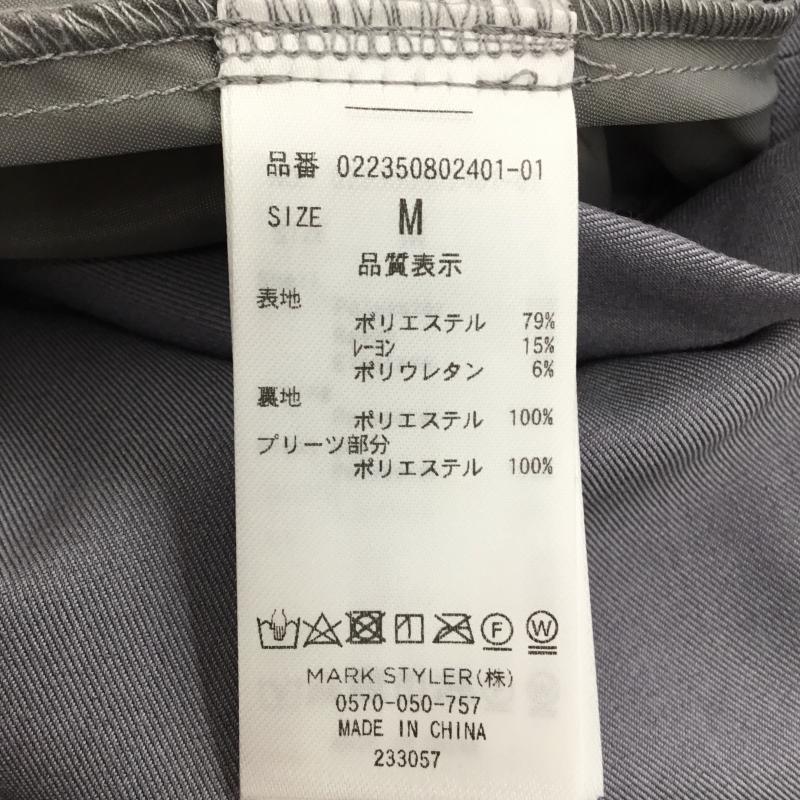 品番 022350802401-01
SIZE M
品質表示
表地
ポリエステル 79%
レーヨン 15%
ポリウレタン 6%
裏地
ポリエステル 100%
プリーツ部分
ポリエステル 100%
F W
MARK STYLER(株)
0570-050-757
MADE IN CHINA
233057